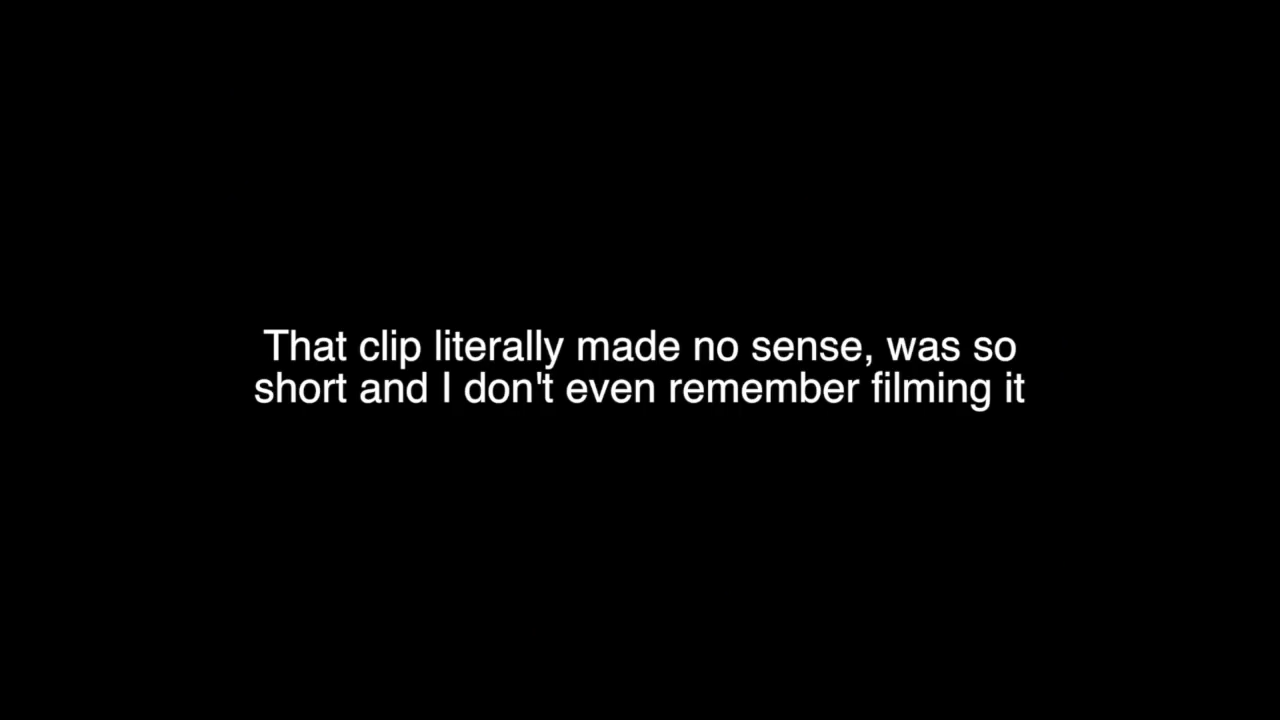 That clip literally made no sense, was so
short and I don't even remember filming it